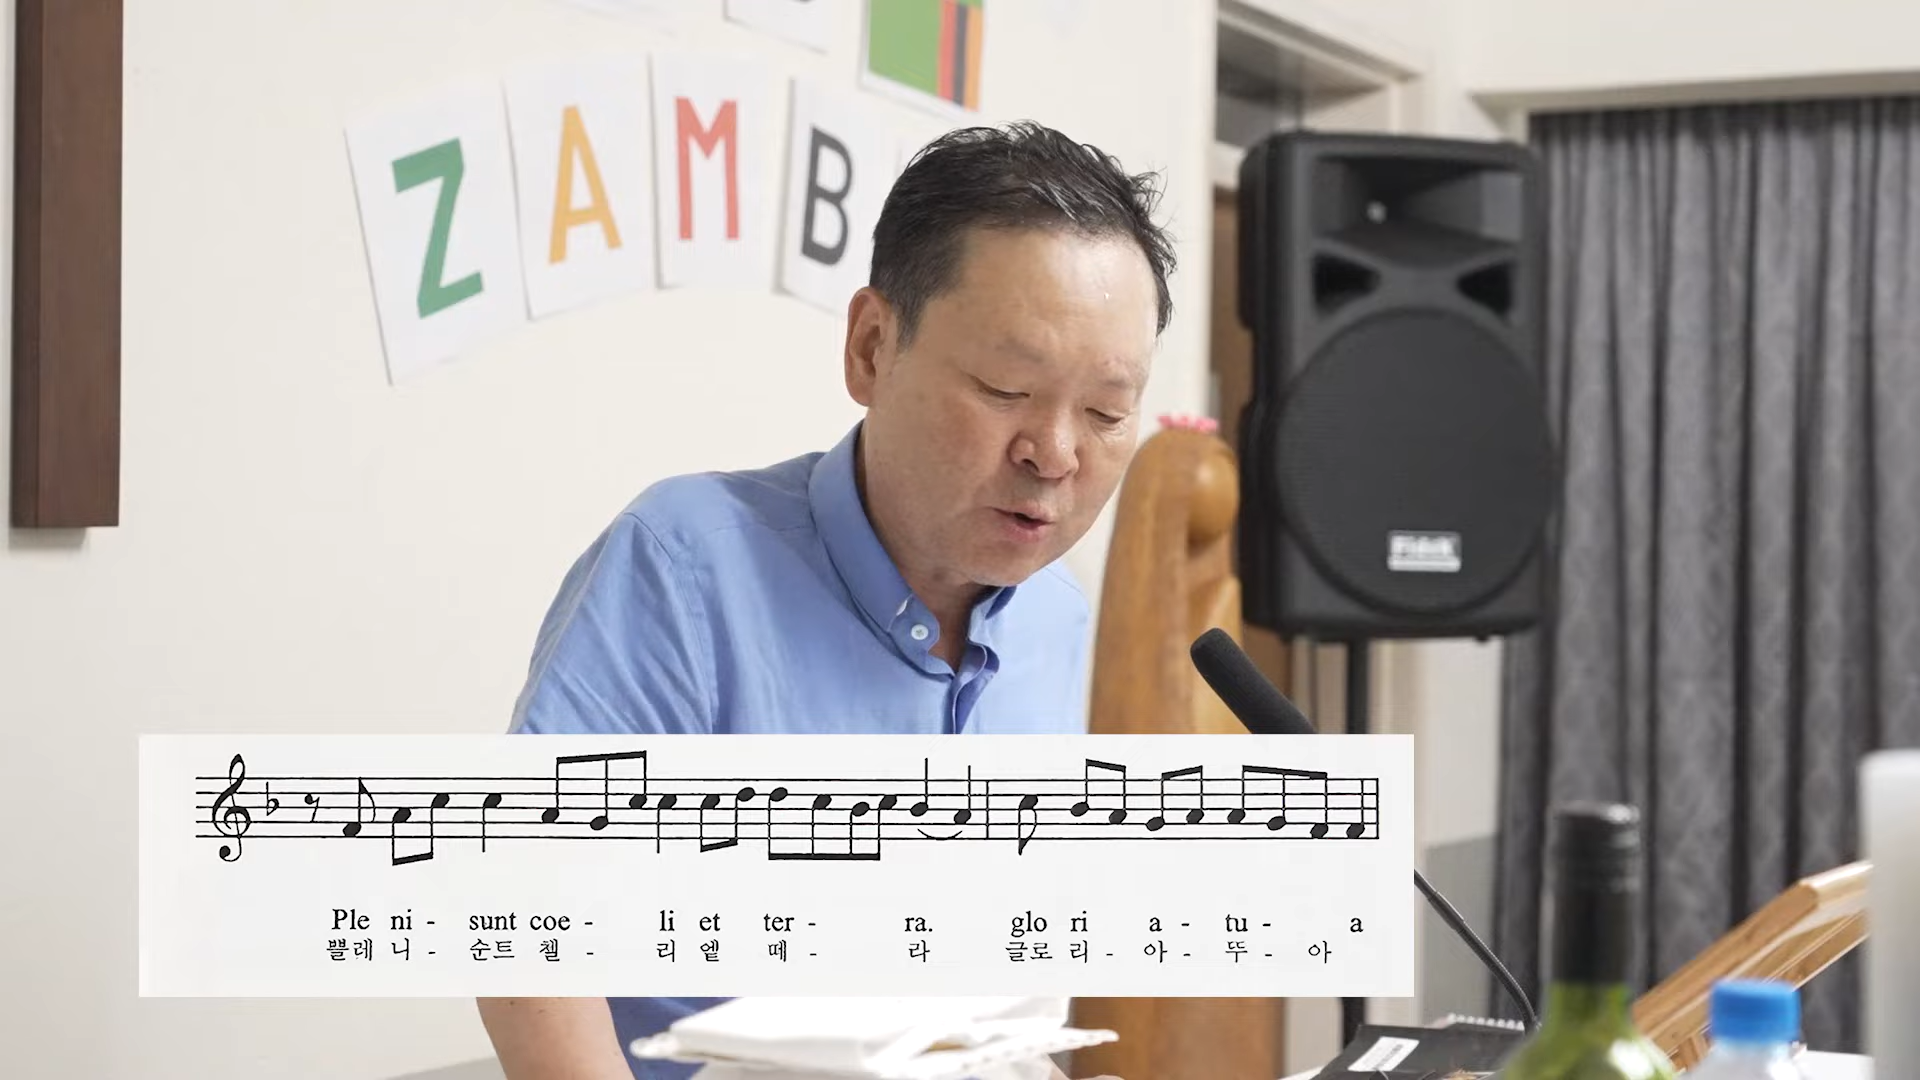 ZAMB
Ple ni - sunt coe - li et ter - ra. glo ri a - tu - a
쁠레 니 - 순트 첼 - 리 엩 떼 - 라 글로 리 - 아 - 뚜 - 아